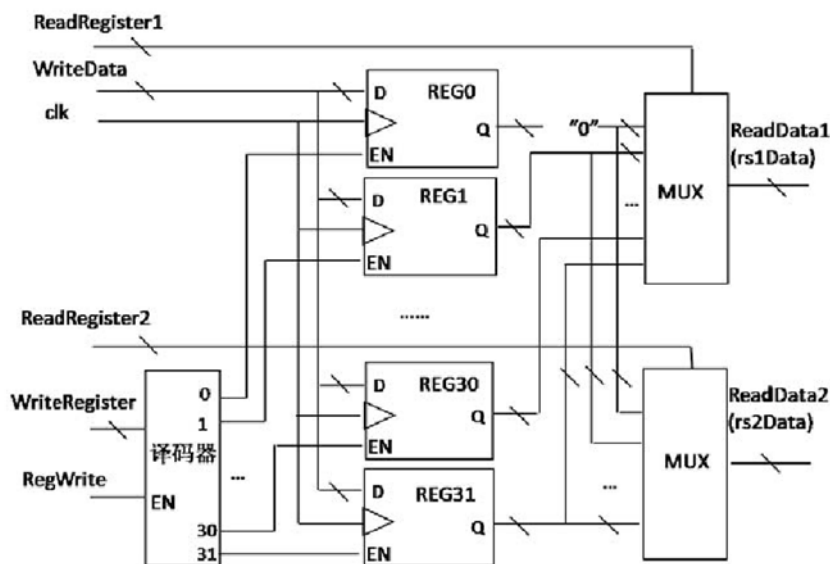 ReadRegister1
WriteData
clk
D
REG0
Q
EN
"0"
ReadData1
(rs1Data)
MUX
...
D
REG1
Q
EN
......
ReadRegister2
WriteRegister
RegWrite
0
1
译码器
...
EN
30
31
D
REG30
Q
EN
D
REG31
Q
EN
ReadData2
(rs2Data)
MUX
...